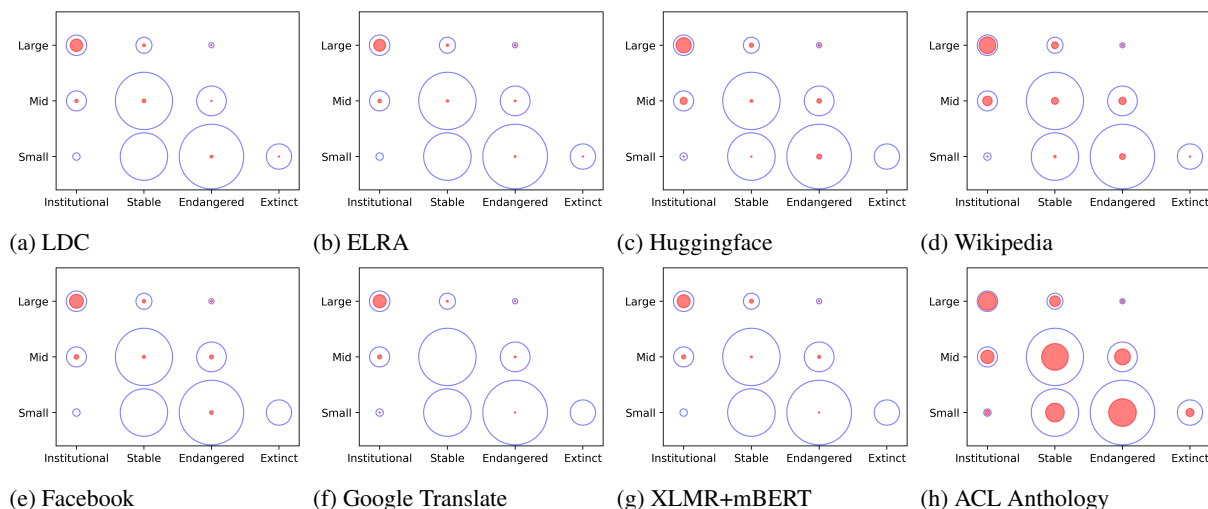 Large
Mid
Small
Institutional Stable Endangered Extinct
(a) LDC
Large
Mid
Small
Institutional Stable Endangered Extinct
(b) ELRA
Large
Mid
Small
Institutional Stable Endangered Extinct
(c) Huggingface
Large
Mid
Small
Institutional Stable Endangered Extinct
(d) Wikipedia
Large
Mid
Small
Institutional Stable Endangered Extinct
(e) Facebook
Large
Mid
Small
Institutional Stable Endangered Extinct
(f) Google Translate
Large
Mid
Small
Institutional Stable Endangered Extinct
(g) XLMR+mBERT
Large
Mid
Small
Institutional Stable Endangered Extinct
(h) ACL Anthology